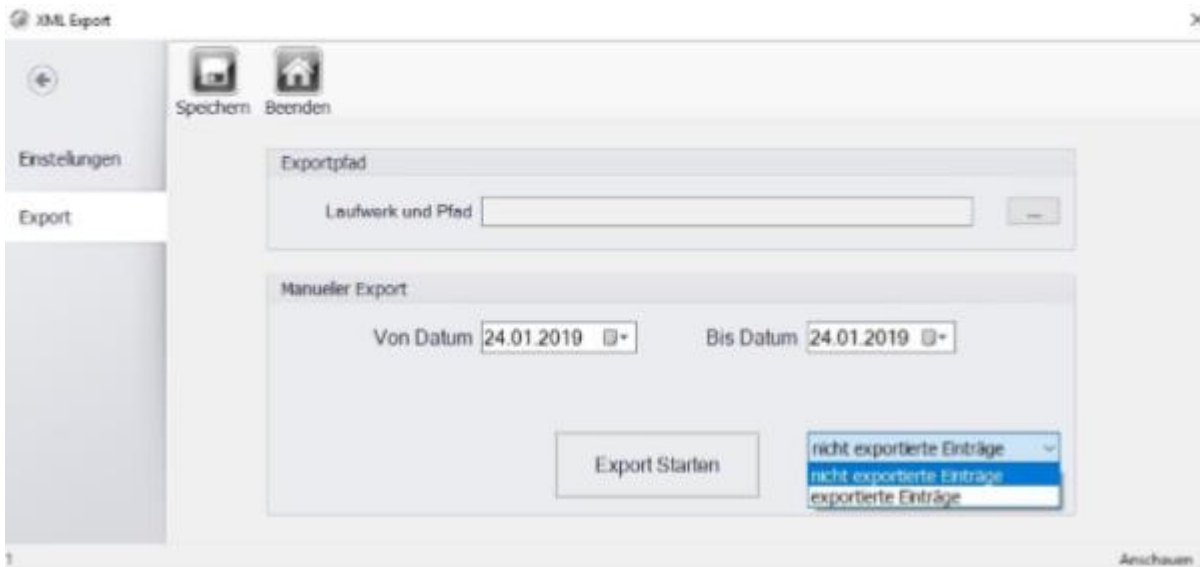 XML Export
Speichern Beenden
Einstellungen
Export
Exportpfad
Laufwerk und Pfad
...
Manueller Export
Von Datum 24.01.2019 Bis Datum 24.01.2019
Export Starten
nicht exportierte Einträge
nicht exportierte Einträge
exportierte Einträge
1 Anschauen